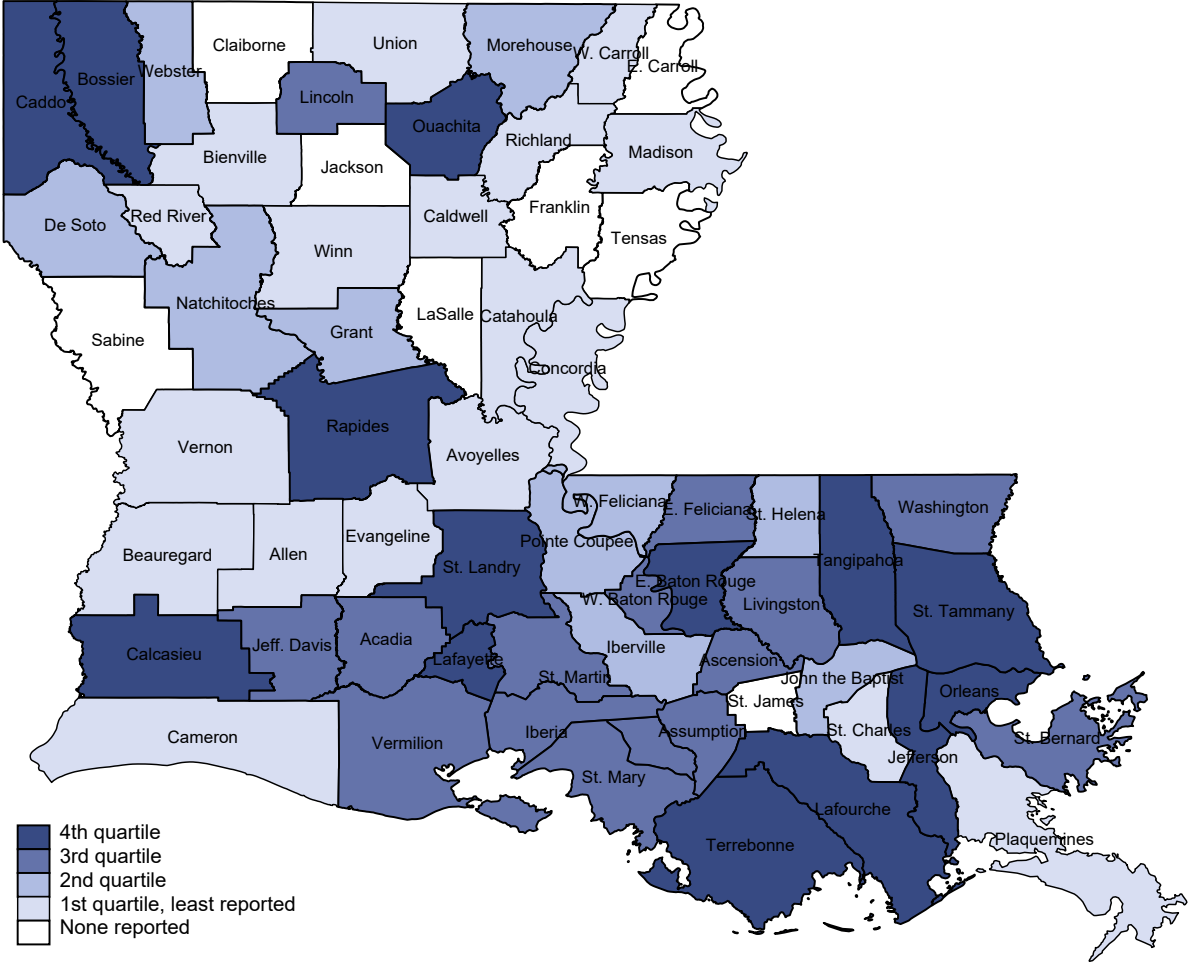 Claiborne
Union
Morehouse
W. Carroll
E. Carroll
Webster
Bossier
Caddo
Lincoln
Ouachita
Richland
Madison
Bienville
Jackson
Franklin
Caldwell
Red River
De Soto
Tensas
Winn
Natchitoches
LaSalle
Catahoula
Grant
Sabine
Concordia
Rapides
Vernon
Avoyelles
W. Feliciana
E. Feliciana
St. Helena
Washington
Evangeline
Pointe Coupee
Beauregard
Allen
St. Landry
Tangipahoa
E. Baton Rouge
W. Baton Rouge
Livingston
St. Tammany
Acadia
Jeff. Davis
Calcasieu
Lafayette
Iberville
Ascension
St. Martin
John the Baptist
Orleans
St. James
Cameron
Vermilion
Iberia
Assumption
St. Charles
St. Bernard
Jefferson
St. Mary
Lafourche
Terrebonne
Plaquemines
4th quartile
3rd quartile
2nd quartile
1st quartile, least reported
None reported